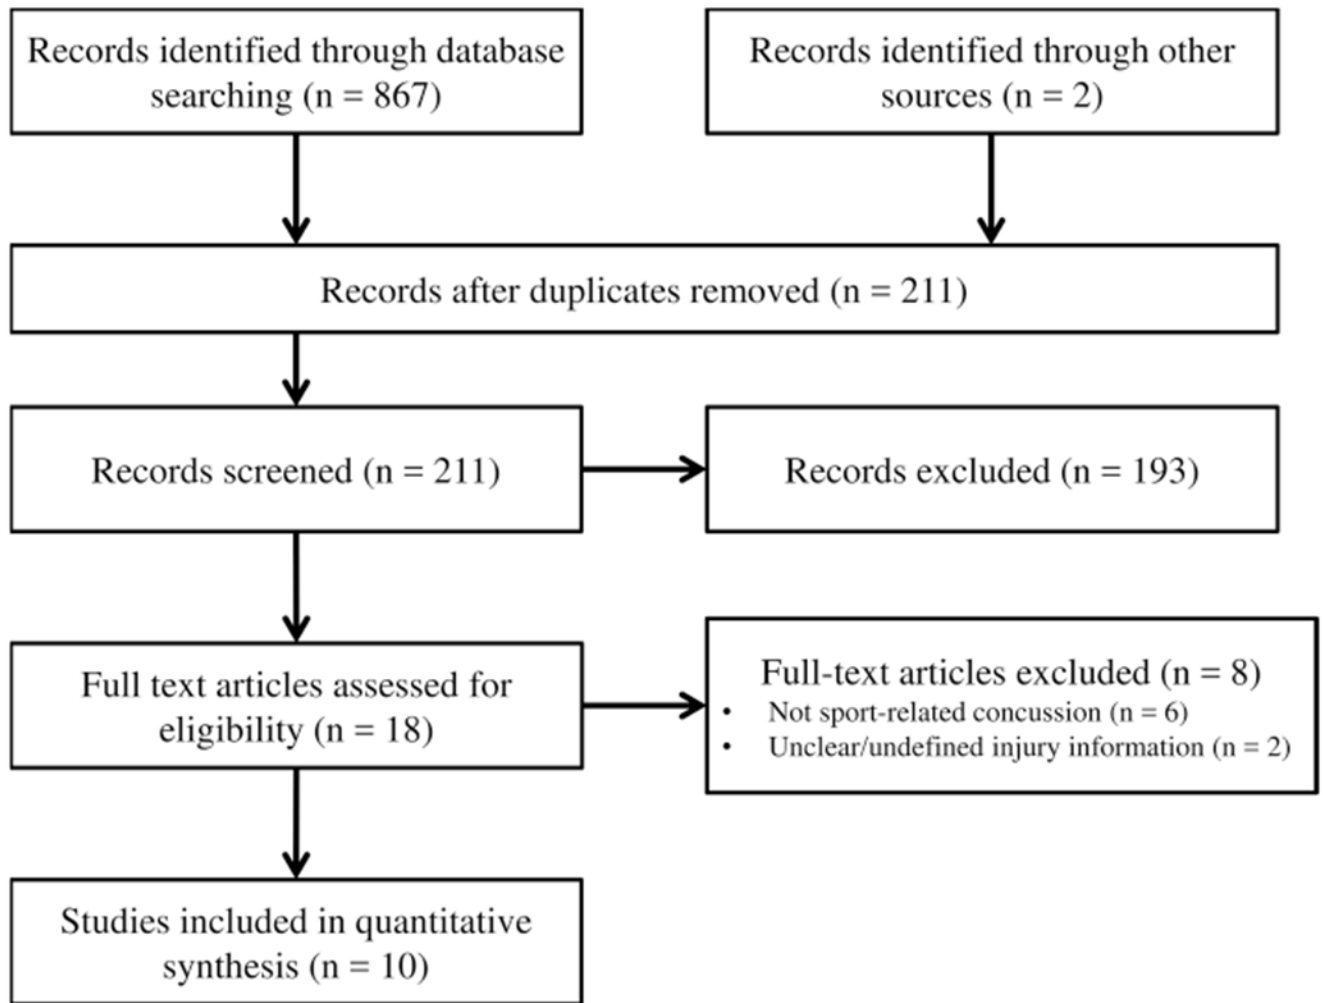 Records identified through database
searching (n = 867)
Records identified through other
sources (n = 2)
Records after duplicates removed (n = 211)
Records screened (n = 211)
Records excluded (n = 193)
Full text articles assessed for
eligibility (n = 18)
Full-text articles excluded (n = 8)
• Not sport-related concussion (n = 6)
• Unclear/undefined injury information (n = 2)
Studies included in quantitative
synthesis (n = 10)